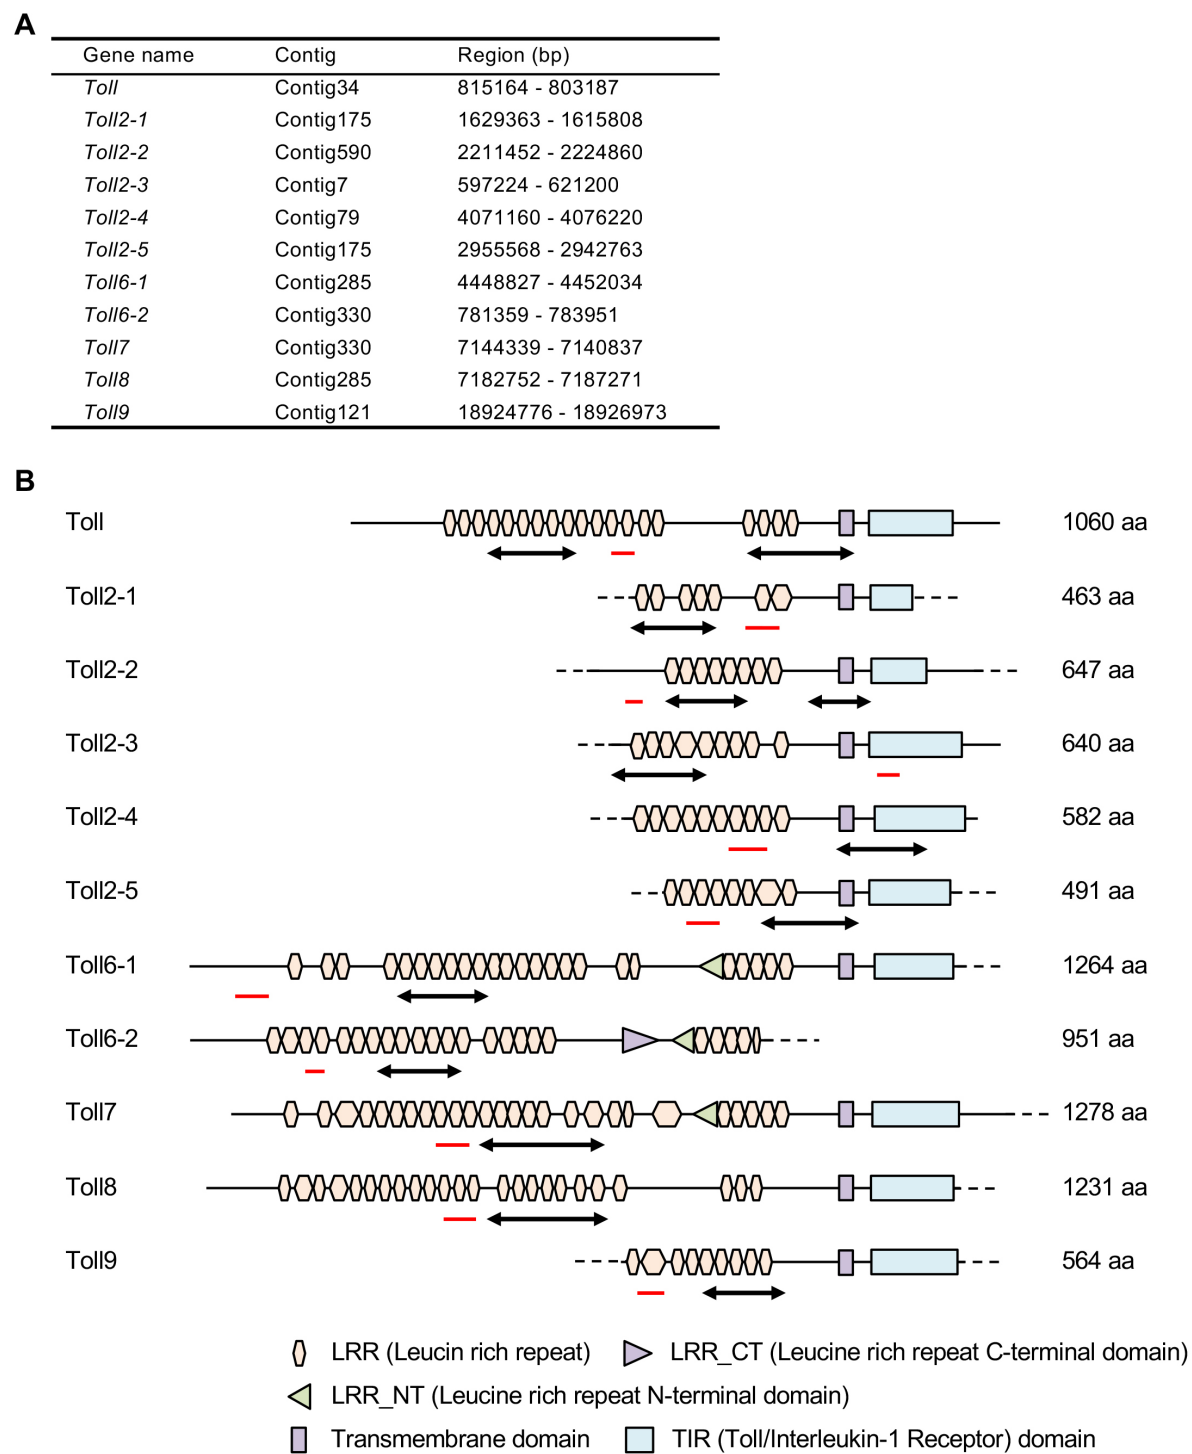 A
Gene name Contig Region (bp)
Toll Contig34 815164 - 803187
Toll2-1 Contig175 1629363 - 1615808
Toll2-2 Contig590 2211452 - 2224860
Toll2-3 Contig7 597224 - 621200
Toll2-4 Contig79 4071160 - 4076220
Toll2-5 Contig175 2955568 - 2942763
Toll6-1 Contig285 4448827 - 4452034
Toll6-2 Contig330 781359 - 783951
Toll7 Contig330 7144339 - 7140837
Toll8 Contig285 7182752 - 7187271
Toll9 Contig121 18924776 - 18926973
B
Toll 1060 aa
Toll2-1 463 aa
Toll2-2 647 aa
Toll2-3 640 aa
Toll2-4 582 aa
Toll2-5 491 aa
Toll6-1 1264 aa
Toll6-2 951 aa
Toll7 1278 aa
Toll8 1231 aa
Toll9 564 aa
LRR (Leucin rich repeat) LRR_CT (Leucine rich repeat C-terminal domain)
LRR_NT (Leucine rich repeat N-terminal domain)
Transmembrane domain TIR (Toll/Interleukin-1 Receptor) domain